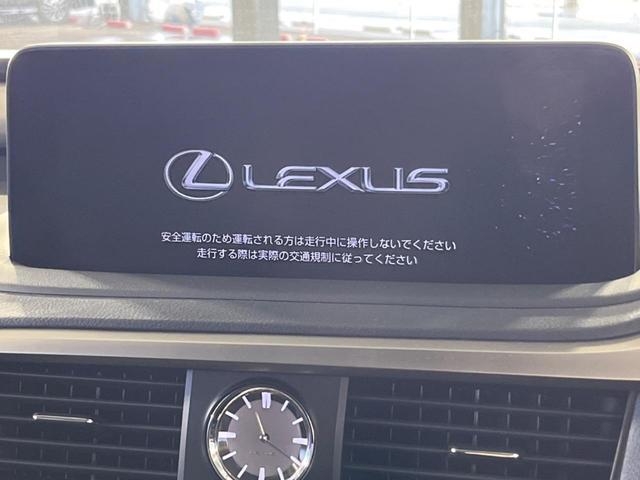 LEXUS
安全運転のため運転される方は走行中に操作しないでください
走行する際は実際の交通規制に従ってください